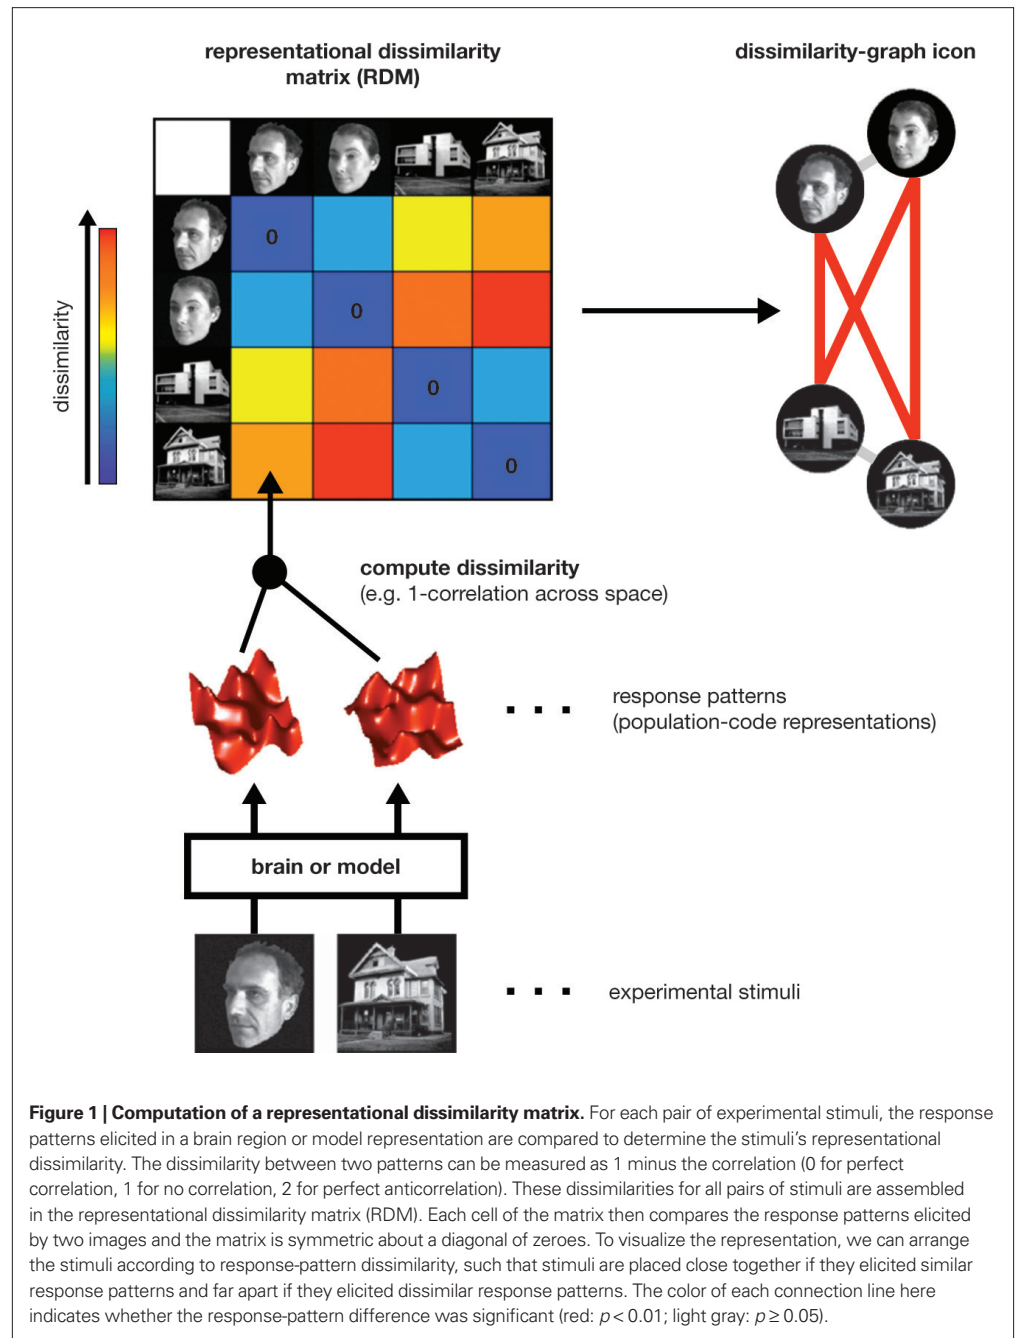 representational dissimilarity
matrix (RDM)
dissimilarity-graph icon
dissimilarity
0
0
0
0
compute dissimilarity
(e.g. 1-correlation across space)
response patterns
(population-code representations)
brain or model
experimental stimuli
Figure 1 | Computation of a representational dissimilarity matrix. For each pair of experimental stimuli, the response
patterns elicited in a brain region or model representation are compared to determine the stimuli's representational
dissimilarity. The dissimilarity between two patterns can be measured as 1 minus the correlation (0 for perfect
correlation, 1 for no correlation, 2 for perfect anticorrelation). These dissimilarities for all pairs of stimuli are assembled
in the representational dissimilarity matrix (RDM). Each cell of the matrix then compares the response patterns elicited
by two images and the matrix is symmetric about a diagonal of zeroes. To visualize the representation, we can arrange
the stimuli according to response-pattern dissimilarity, such that stimuli are placed close together if they elicited similar
response patterns and far apart if they elicited dissimilar response patterns. The color of each connection line here
indicates whether the response-pattern difference was significant (red: p < 0.01; light gray: p ≥ 0.05).